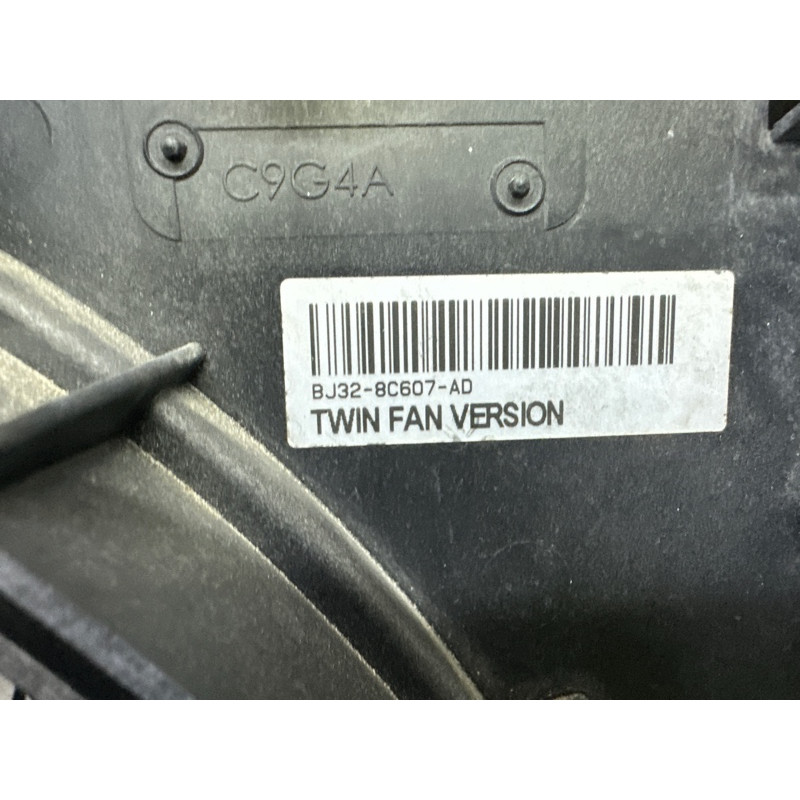 C9G4A
BJ32-8C607-AD
TWIN FAN VERSION